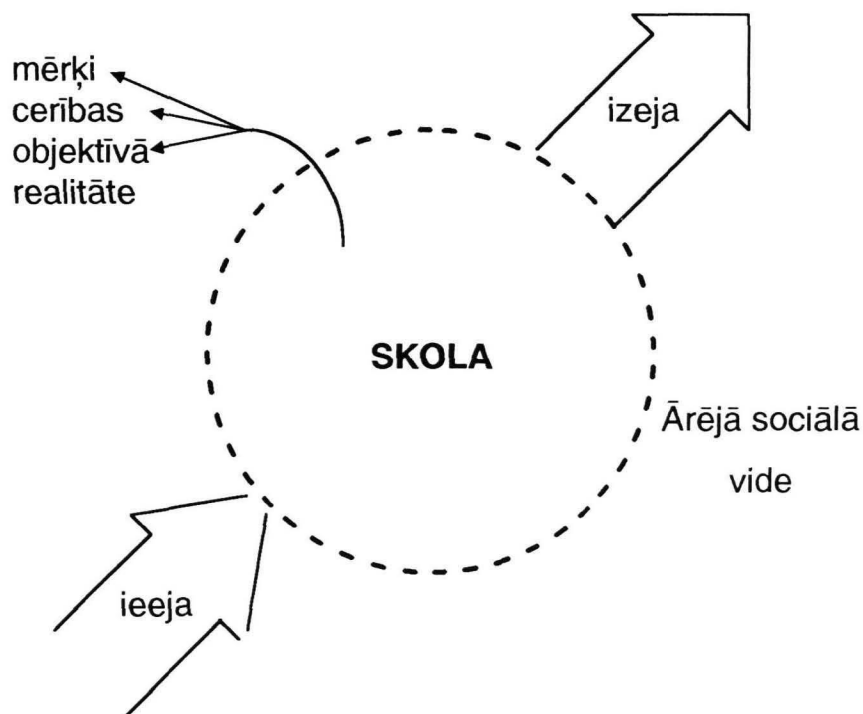 mērķi
cerības
objektīvā
realitāte
izeja
SKOLA
Ārējā sociālā
vide
ieeja